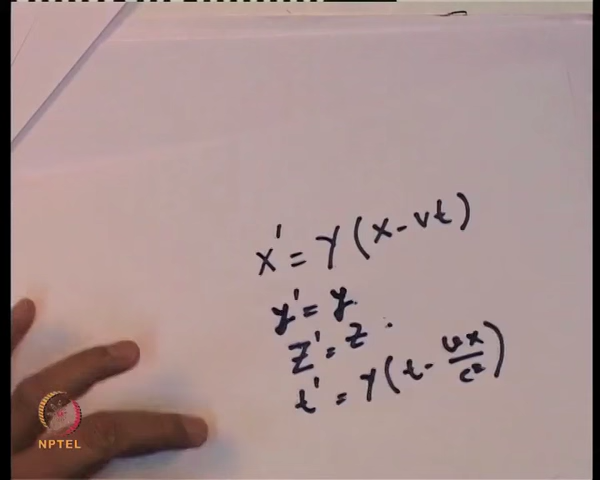 x' = γ(x - vt)
y' = y.
z' = z.
t' = γ(t - vx/c²)
NPTEL